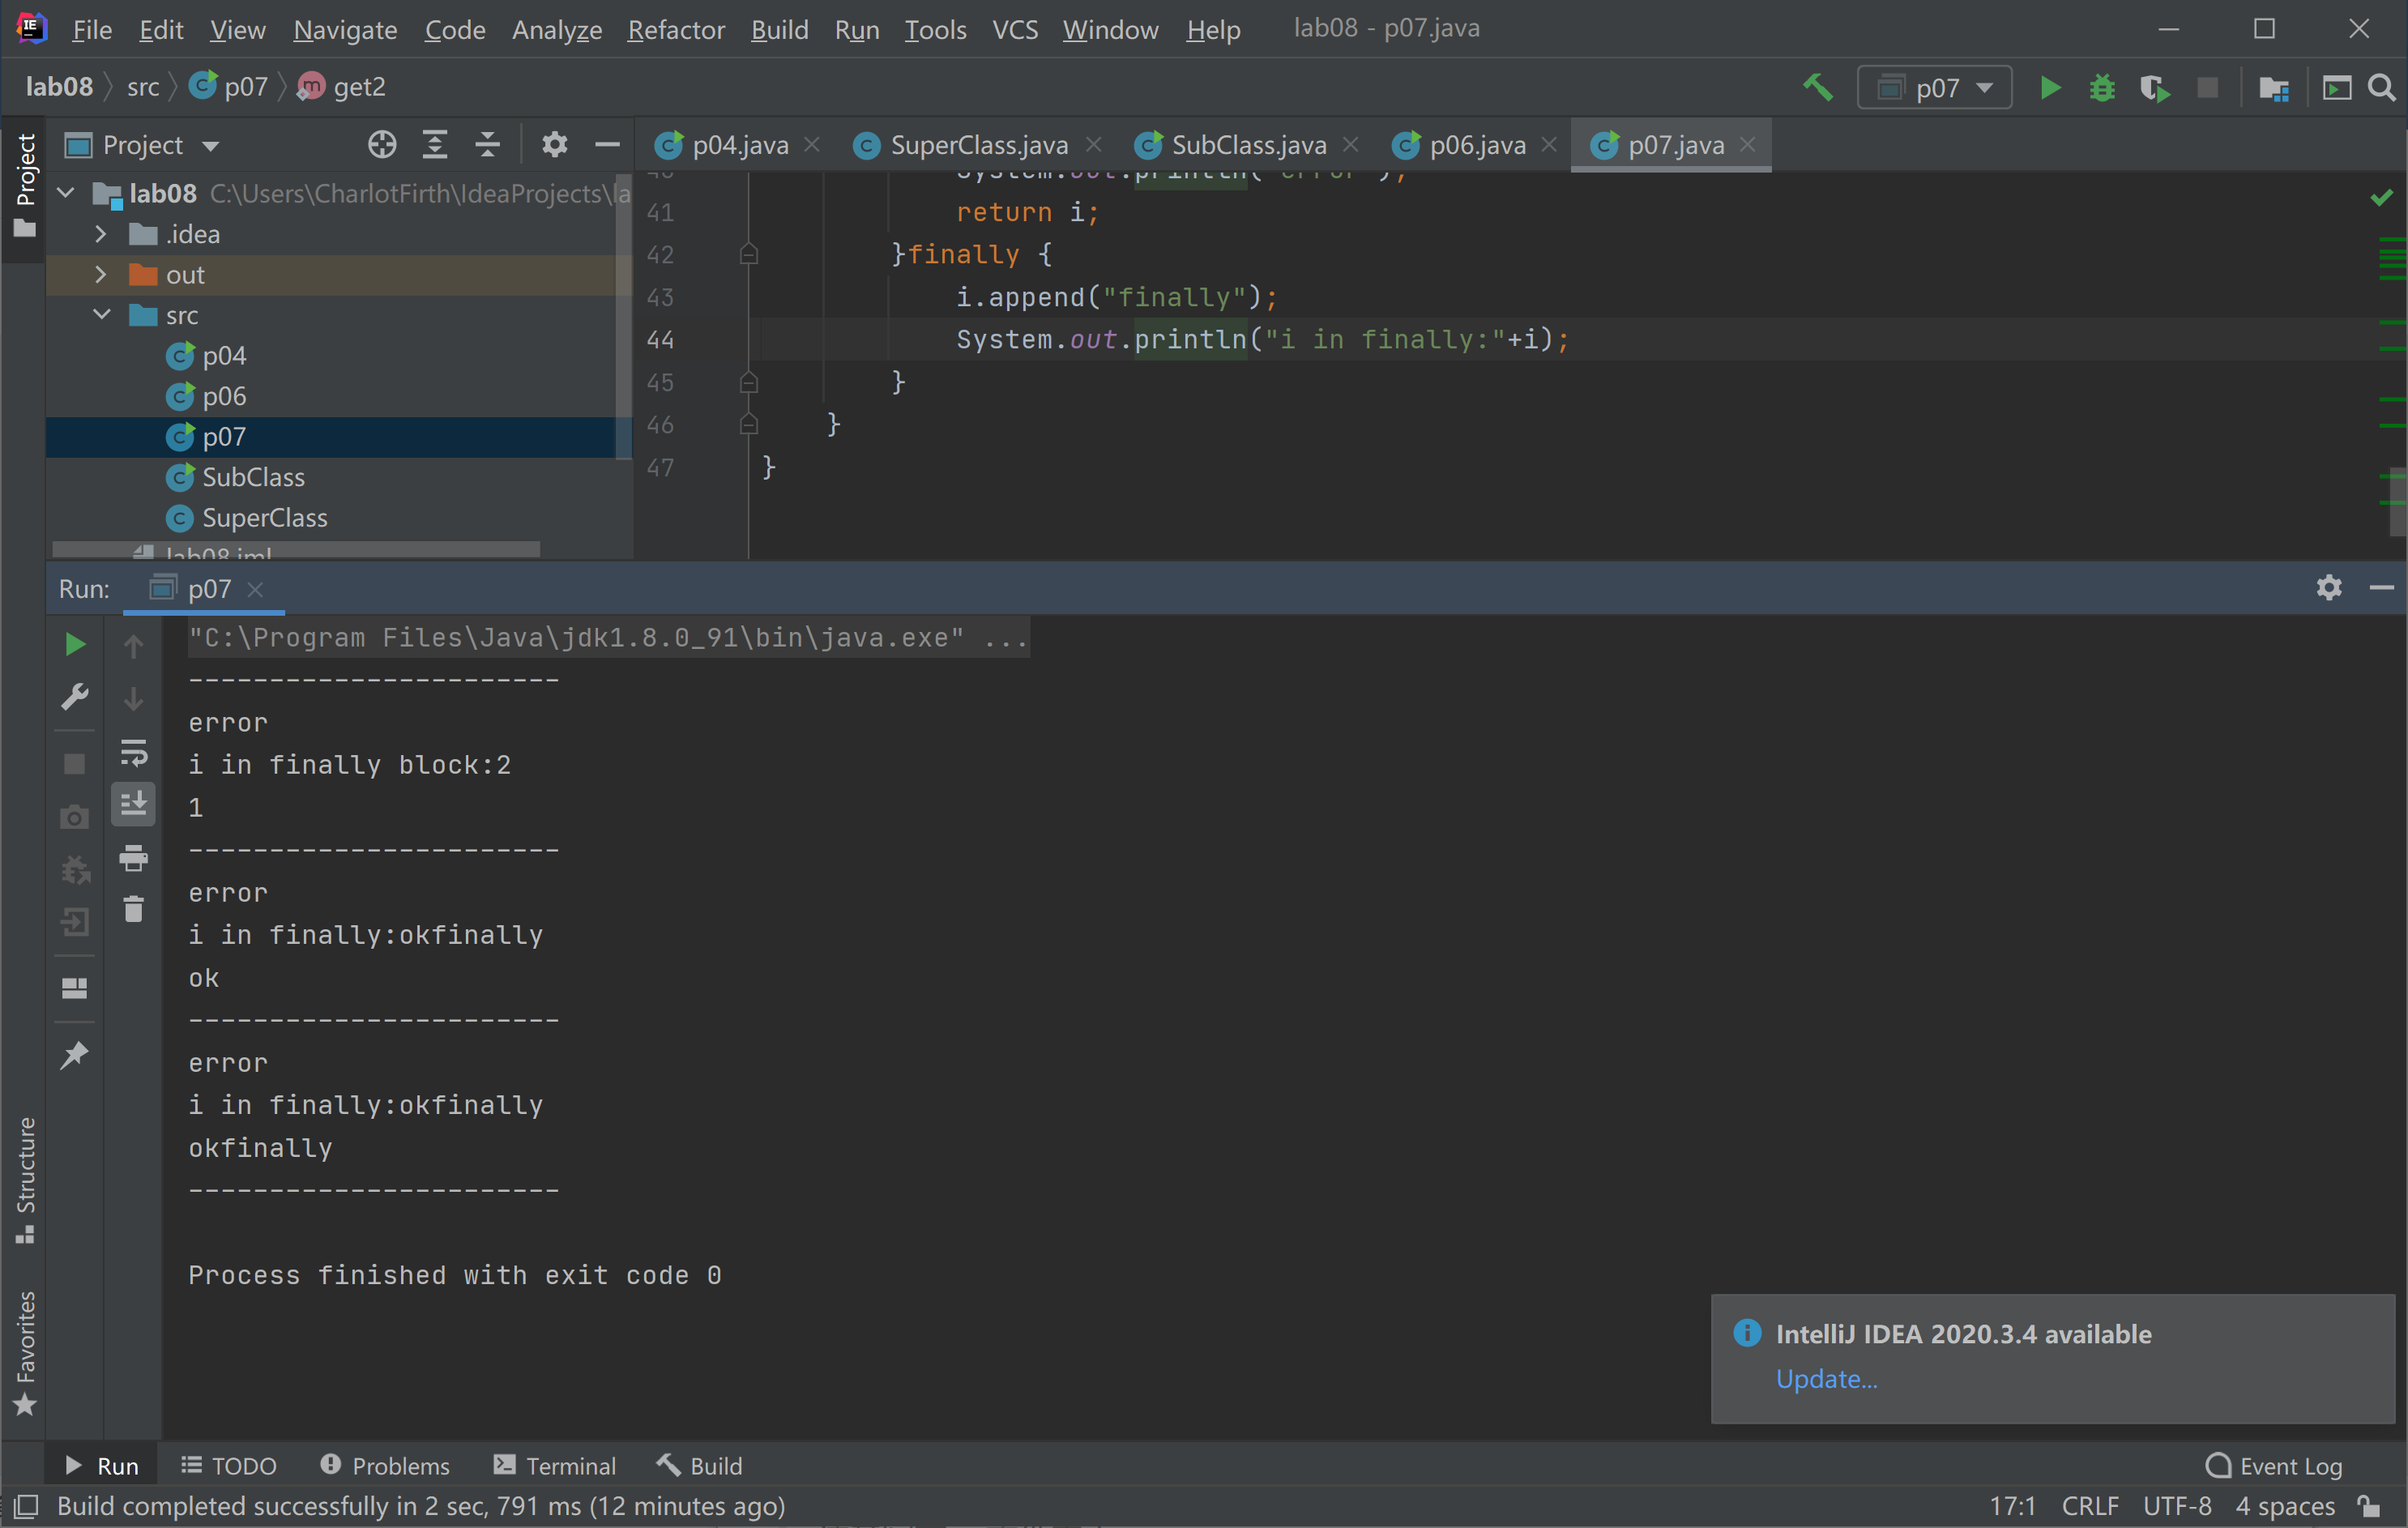 File Edit View Navigate Code Analyze Refactor Build Run Tools VCS Window Help lab08 - p07.java
lab08 src p07 get2 p07
Project
Project
p04.java SuperClass.java SubClass.java p06.java p07.java
lab08 C:\Users\CharlotFirth\IdeaProjects\la
.idea
out
src
p04
p06
p07
SubClass
SuperClass
lab08.iml
40 System.out.println("error");
41 return i;
42 }finally {
43 i.append("finally");
44 System.out.println("i in finally:"+i);
45 }
46 }
47 }
Run: p07
"C:\Program Files\Java\jdk1.8.0_91\bin\java.exe" ...
-----------------------
error
i in finally block:2
1
-----------------------
error
i in finally:okfinally
ok
-----------------------
error
i in finally:okfinally
okfinally
-----------------------
Process finished with exit code 0
Structure
Favorites
IntelliJ IDEA 2020.3.4 available
Update...
Run TODO Problems Terminal Build Event Log
Build completed successfully in 2 sec, 791 ms (12 minutes ago) 17:1 CRLF UTF-8 4 spaces